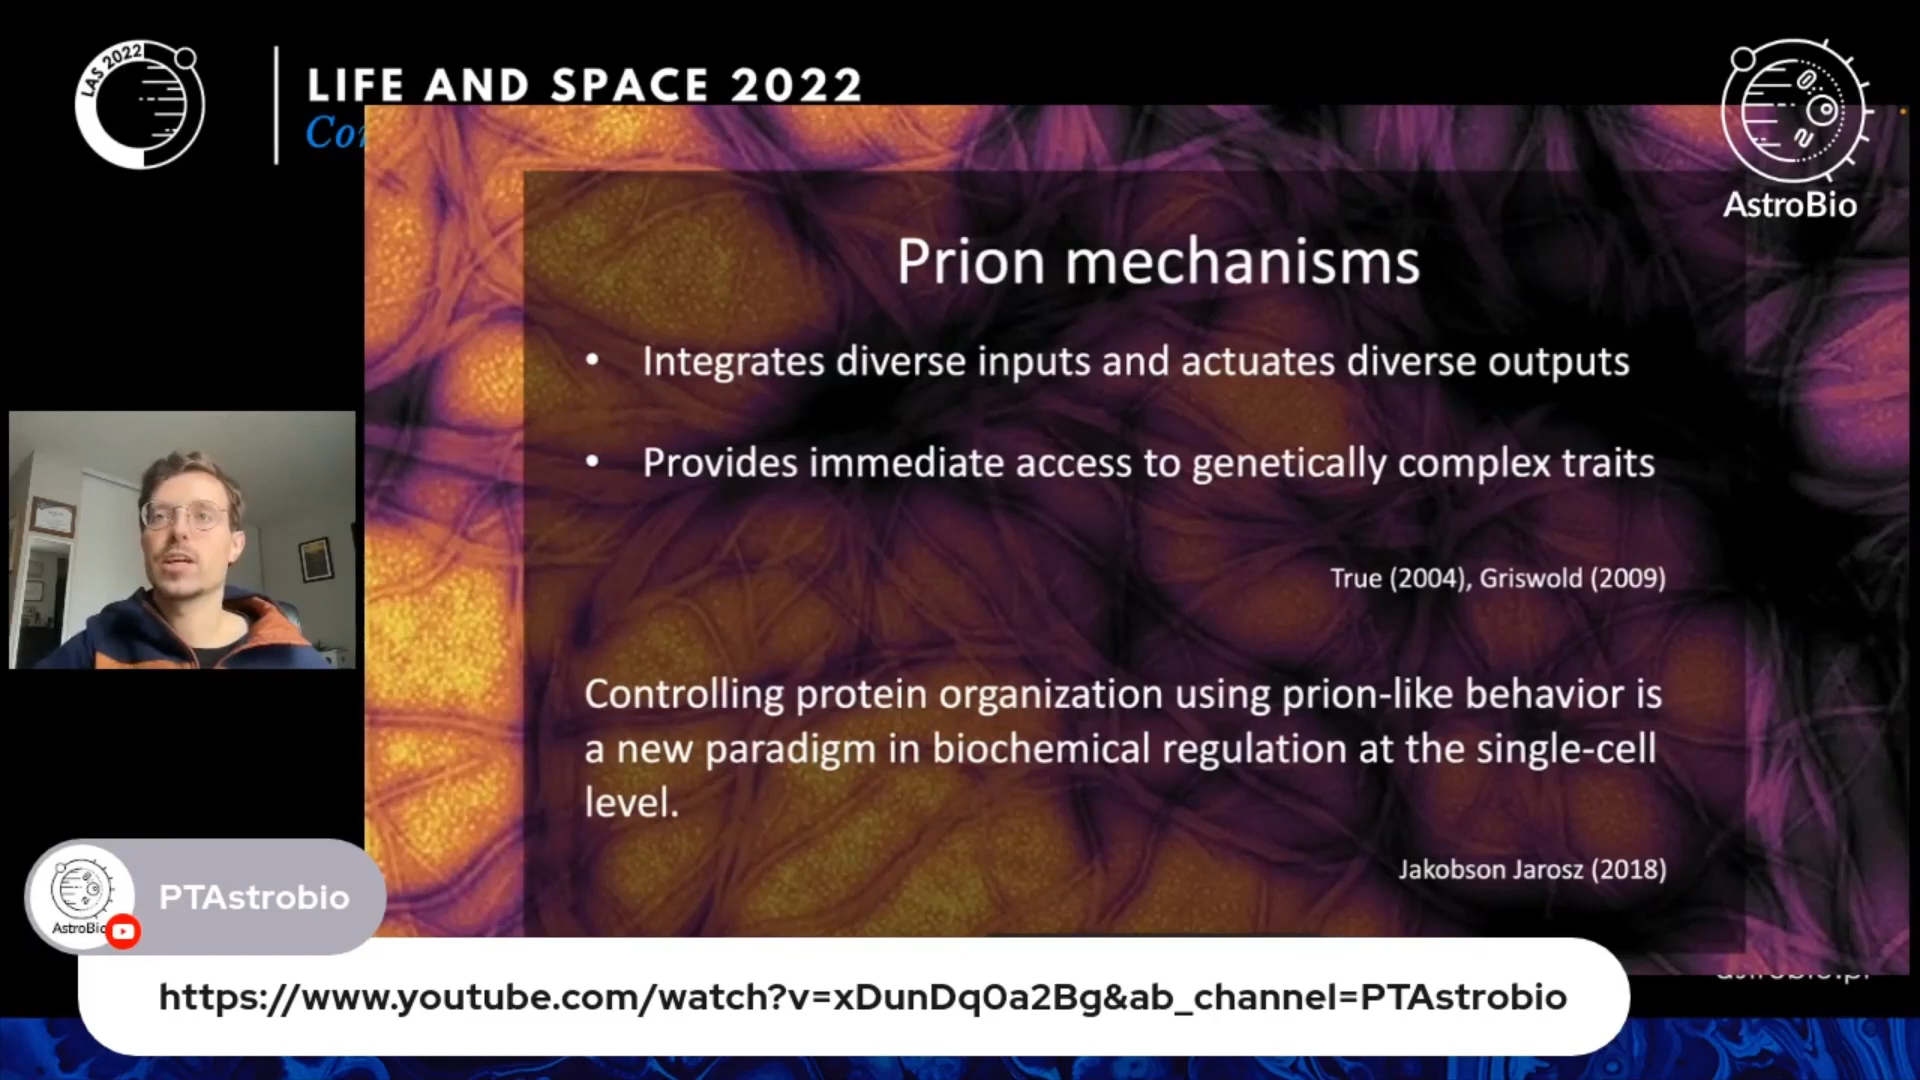 LAS 2022
LIFE AND SPACE 2022
Co
AstroBio
Prion mechanisms
• Integrates diverse inputs and actuates diverse outputs
• Provides immediate access to genetically complex traits
True (2004), Griswold (2009)
Controlling protein organization using prion-like behavior is
a new paradigm in biochemical regulation at the single-cell
level.
Jakobson Jarosz (2018)
PTAstrobio
AstroBio
https://www.youtube.com/watch?v=xDunDq0a2Bg&ab_channel=PTAstrobio